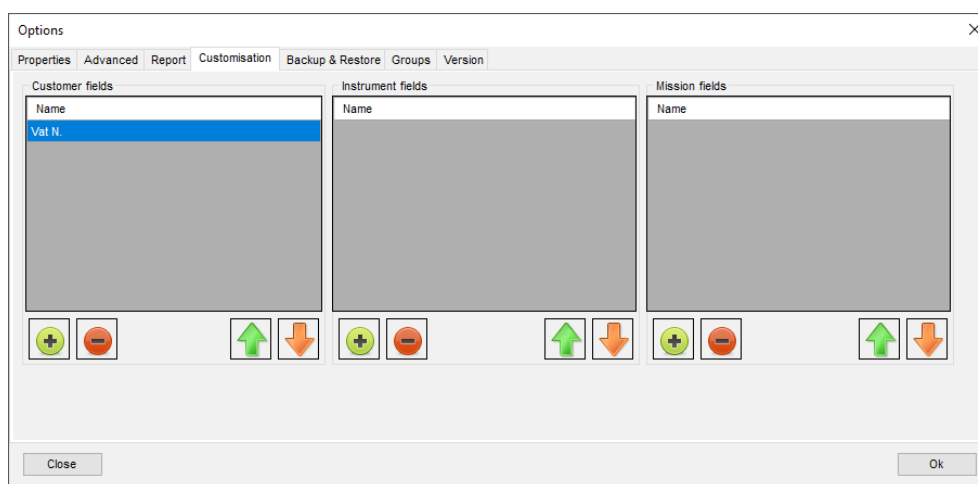 Options
Properties Advanced Report Customisation Backup & Restore Groups Version
Customer fields Instrument fields Mission fields
Name Name Name
Vat N.
Close Ok